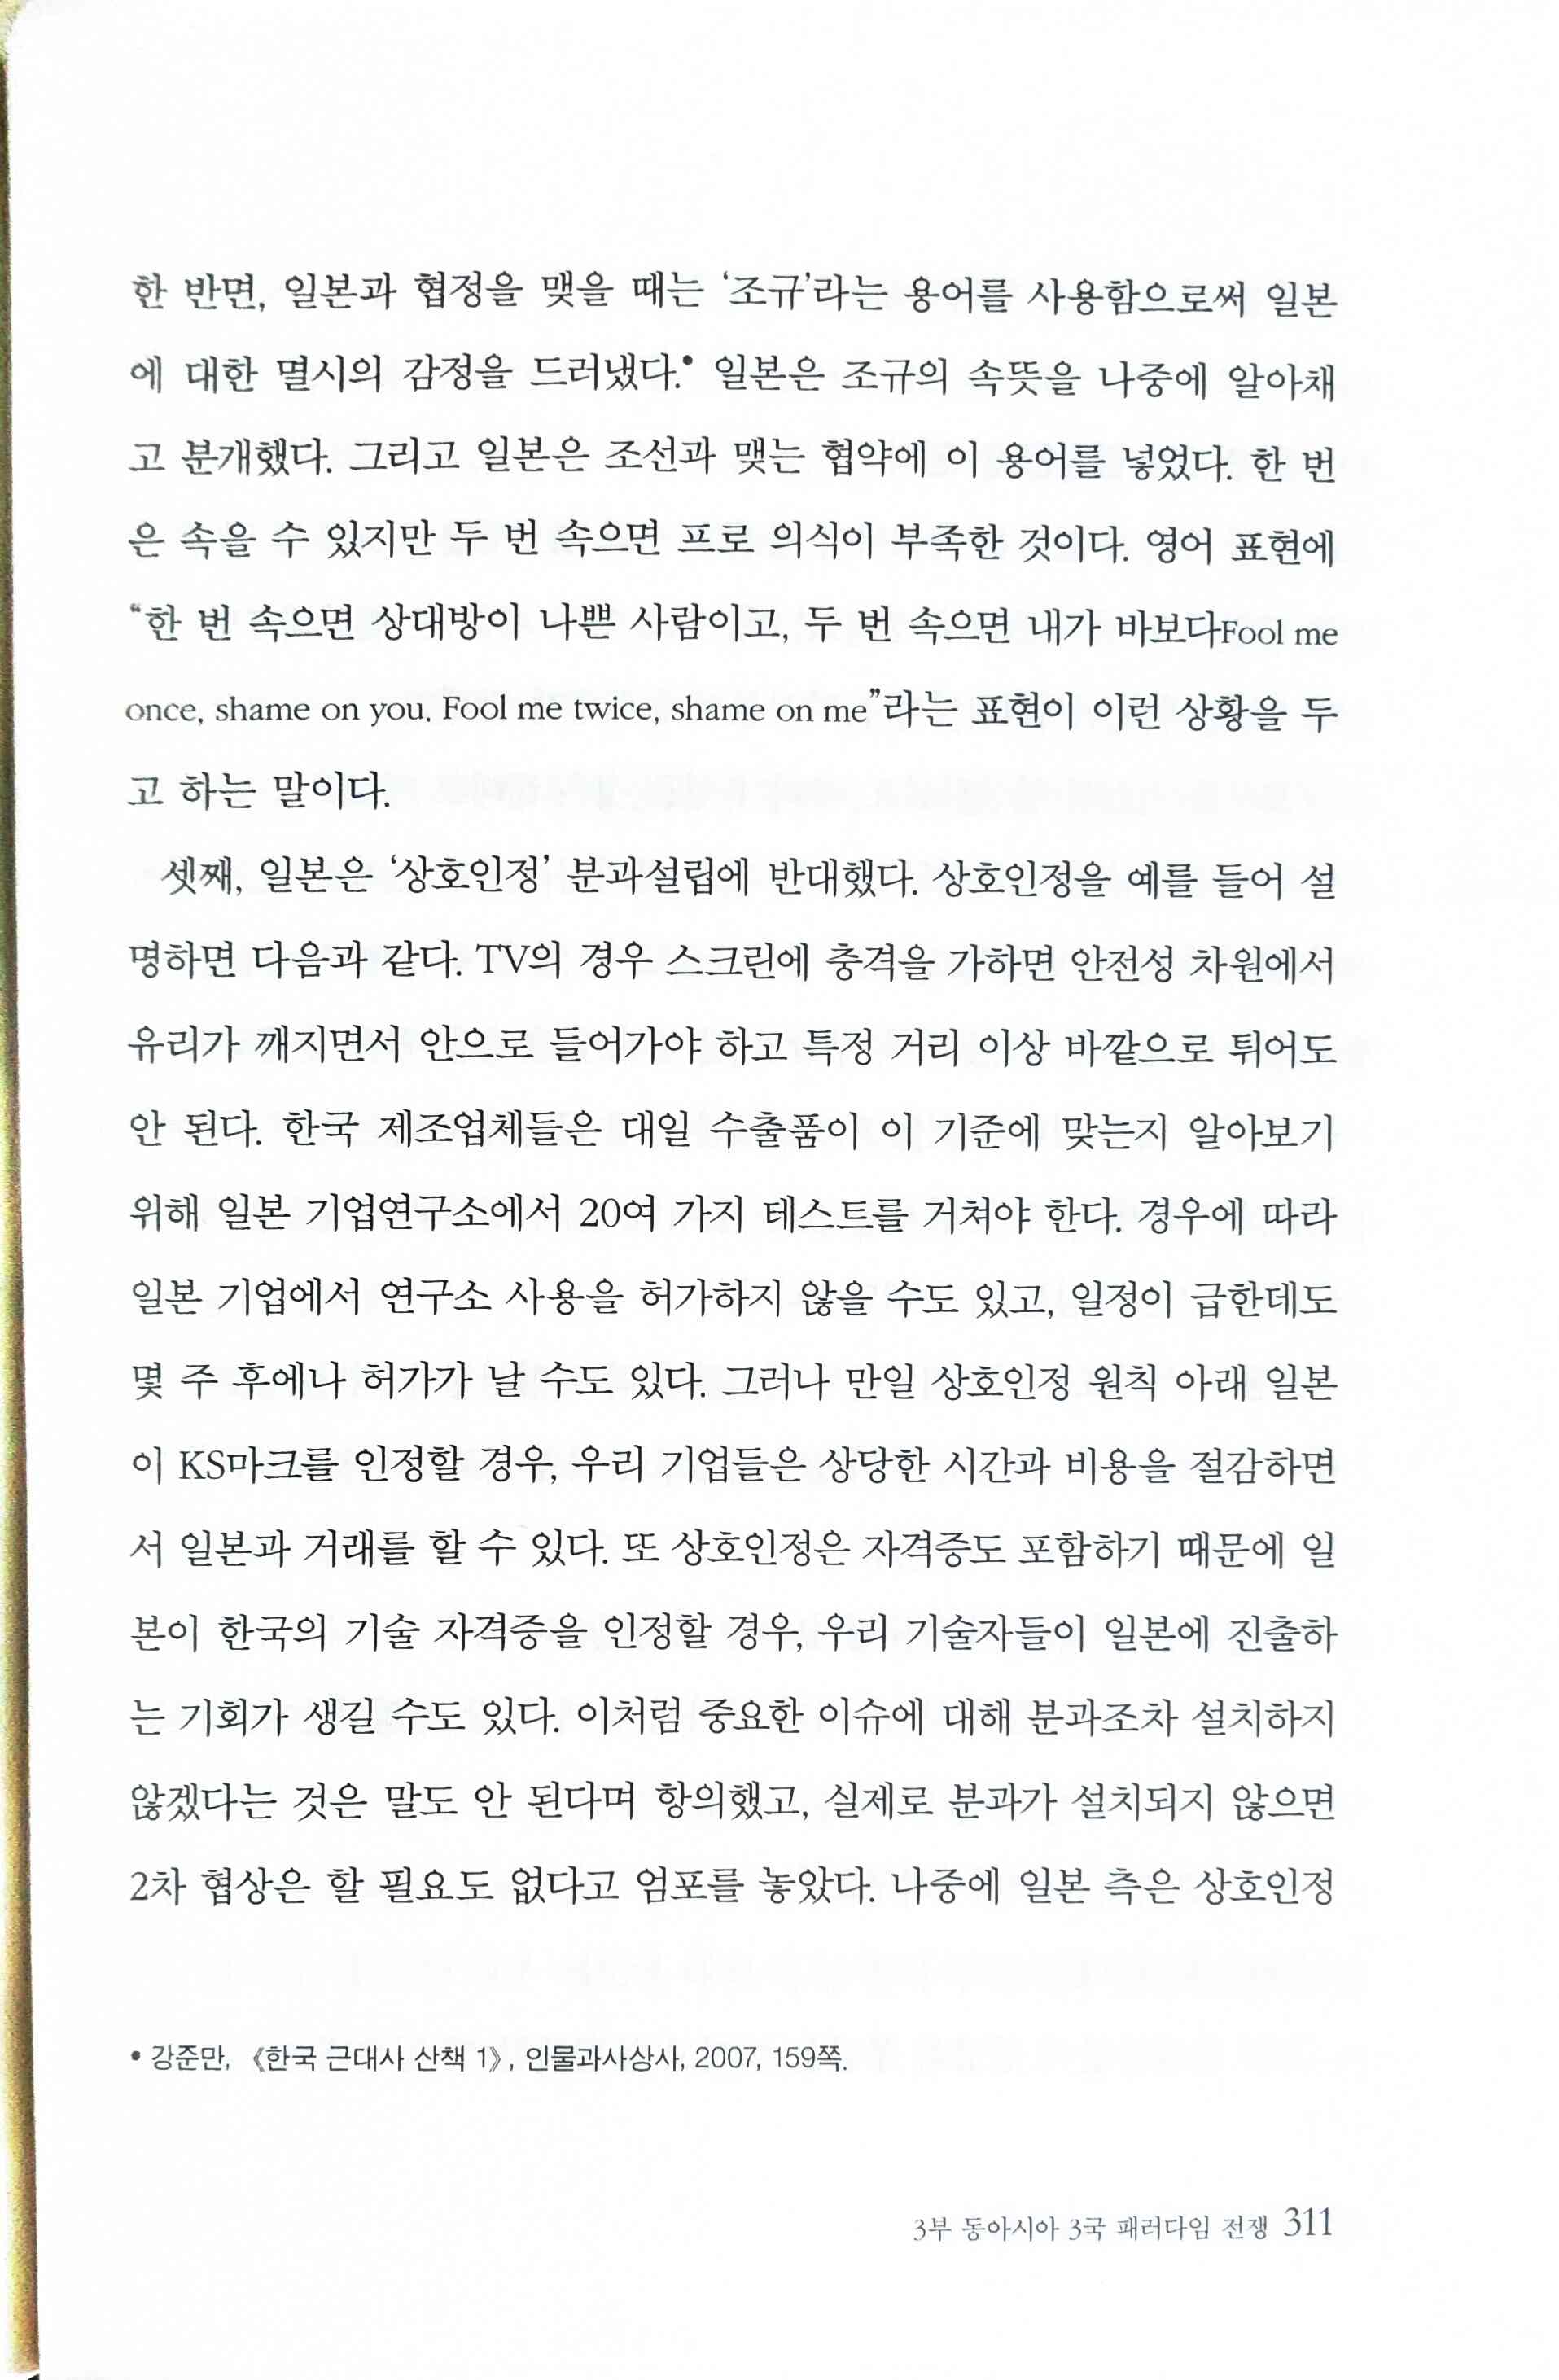 한 반면, 일본과 협정을 맺을 때는 ‘조규’라는 용어를 사용함으로써 일본
에 대한 멸시의 감정을 드러냈다.• 일본은 조규의 속뜻을 나중에 알아채
고 분개했다. 그리고 일본은 조선과 맺는 협약에 이 용어를 넣었다. 한 번
은 속을 수 있지만 두 번 속으면 프로 의식이 부족한 것이다. 영어 표현에
“한 번 속으면 상대방이 나쁜 사람이고, 두 번 속으면 내가 바보다Fool me
once, shame on you. Fool me twice, shame on me”라는 표현이 이런 상황을 두
고 하는 말이다.
셋째, 일본은 ‘상호인정’ 분과설립에 반대했다. 상호인정을 예를 들어 설
명하면 다음과 같다. TV의 경우 스크린에 충격을 가하면 안전성 차원에서
유리가 깨지면서 안으로 들어가야 하고 특정 거리 이상 바깥으로 튀어도
안 된다. 한국 제조업체들은 대일 수출품이 이 기준에 맞는지 알아보기
위해 일본 기업연구소에서 20여 가지 테스트를 거쳐야 한다. 경우에 따라
일본 기업에서 연구소 사용을 허가하지 않을 수도 있고, 일정이 급한데도
몇 주 후에나 허가가 날 수도 있다. 그러나 만일 상호인정 원칙 아래 일본
이 KS마크를 인정할 경우, 우리 기업들은 상당한 시간과 비용을 절감하면
서 일본과 거래를 할 수 있다. 또 상호인정은 자격증도 포함하기 때문에 일
본이 한국의 기술 자격증을 인정할 경우, 우리 기술자들이 일본에 진출하
는 기회가 생길 수도 있다. 이처럼 중요한 이슈에 대해 분과조차 설치하지
않겠다는 것은 말도 안 된다며 항의했고, 실제로 분과가 설치되지 않으면
2차 협상은 할 필요도 없다고 엄포를 놓았다. 나중에 일본 측은 상호인정
• 강준만, 《한국 근대사 산책 1》, 인물과사상사, 2007, 159쪽.
3부 동아시아 3국 패러다임 전쟁 311